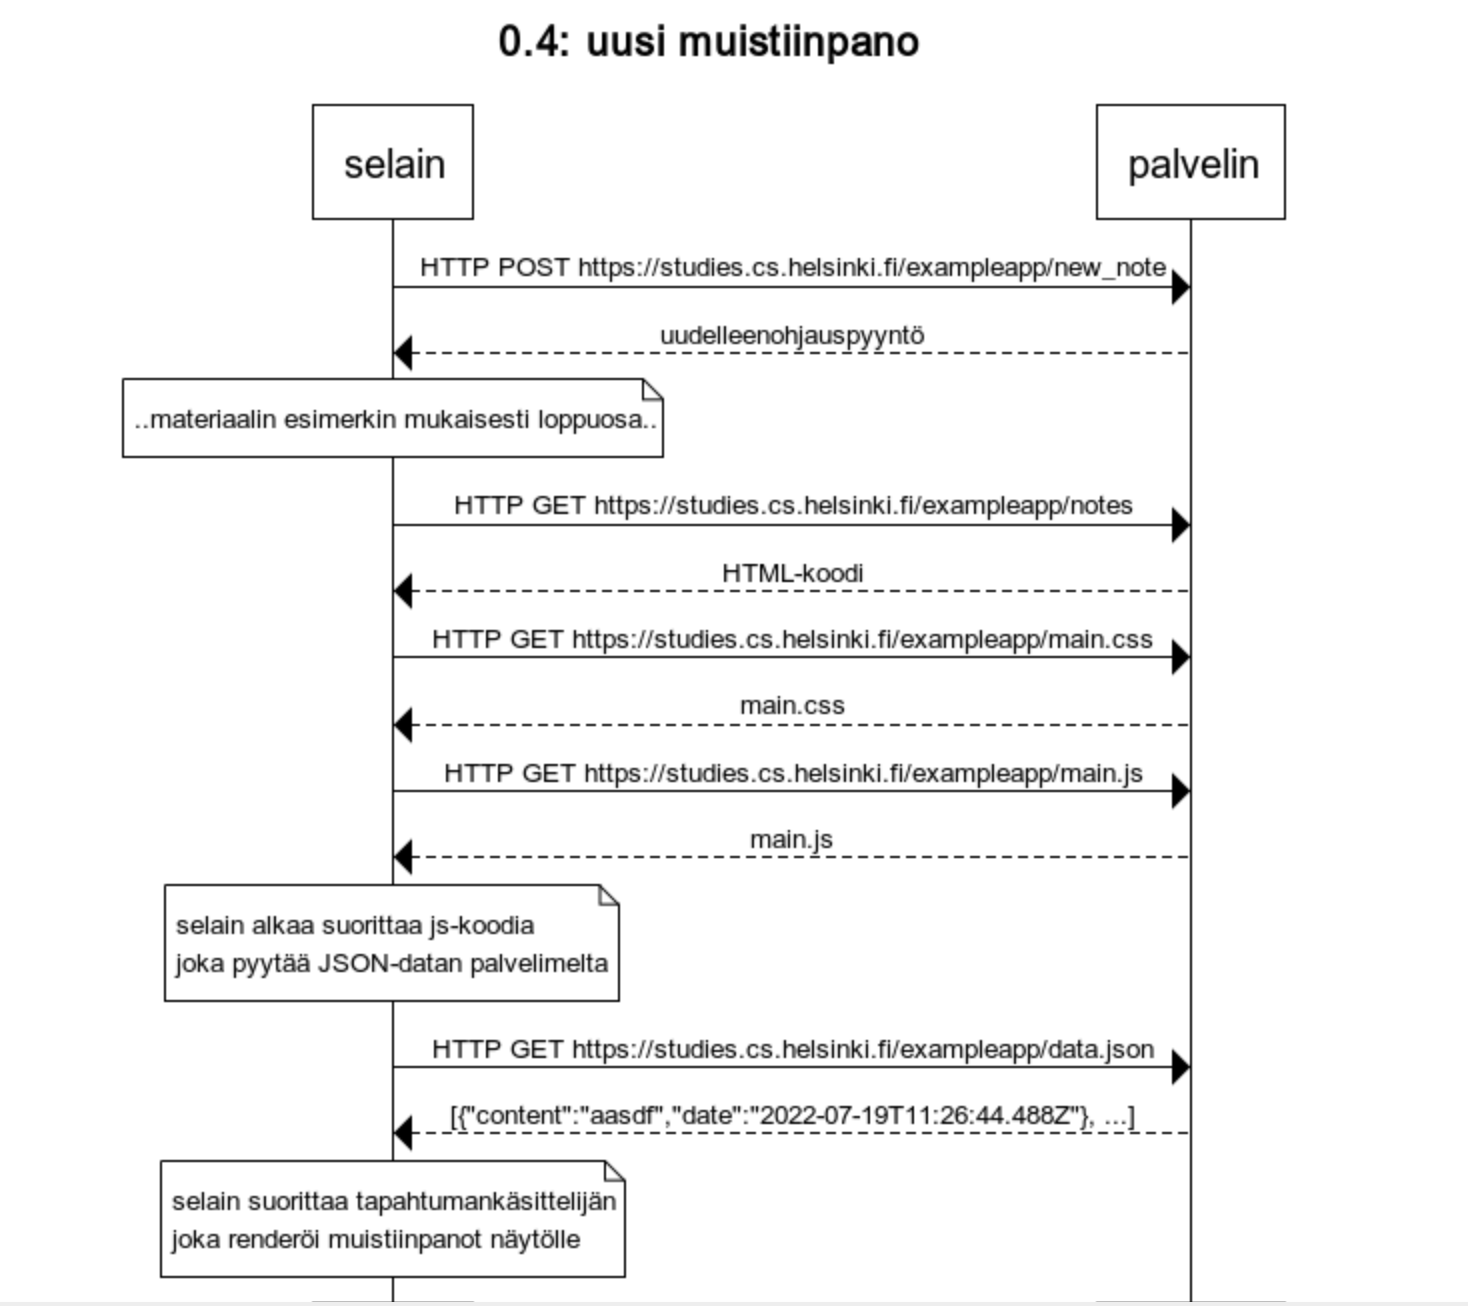 0.4: uusi muistiinpano
selain
palvelin
HTTP POST https://studies.cs.helsinki.fi/exampleapp/new_note
uudelleenohjauspyyntö
..materiaalin esimerkin mukaisesti loppuosa..
HTTP GET https://studies.cs.helsinki.fi/exampleapp/notes
HTML-koodi
HTTP GET https://studies.cs.helsinki.fi/exampleapp/main.css
main.css
HTTP GET https://studies.cs.helsinki.fi/exampleapp/main.js
main.js
selain alkaa suorittaa js-koodia
joka pyytää JSON-datan palvelimelta
HTTP GET https://studies.cs.helsinki.fi/exampleapp/data.json
[{"content":"aasdf","date":"2022-07-19T11:26:44.488Z"}, ...]
selain suorittaa tapahtumankäsittelijän
joka renderöi muistiinpanot näytölle